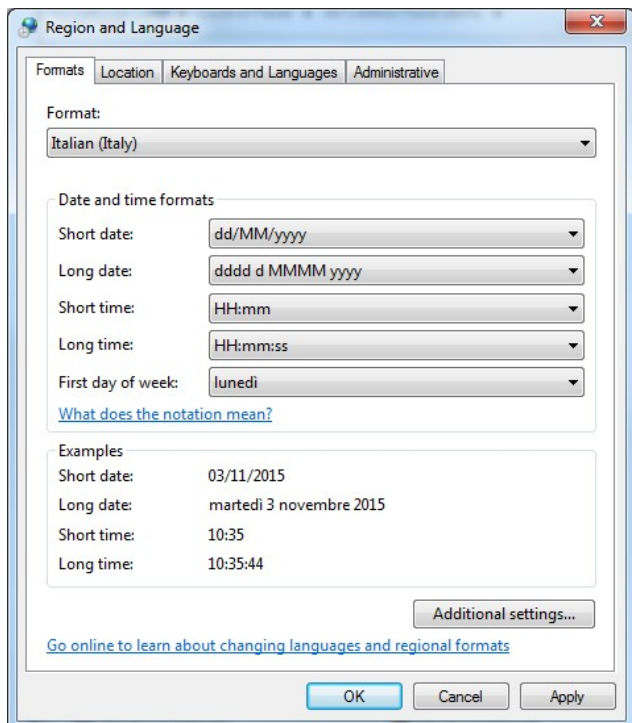 Region and Language
Formats Location Keyboards and Languages Administrative
Format:
Italian (Italy)
Date and time formats
Short date: dd/MM/yyyy
Long date: dddd d MMMM yyyy
Short time: HH:mm
Long time: HH:mm:ss
First day of week: lunedì
What does the notation mean?
Examples
Short date: 03/11/2015
Long date: martedì 3 novembre 2015
Short time: 10:35
Long time: 10:35:44
Additional settings...
Go online to learn about changing languages and regional formats
OK Cancel Apply